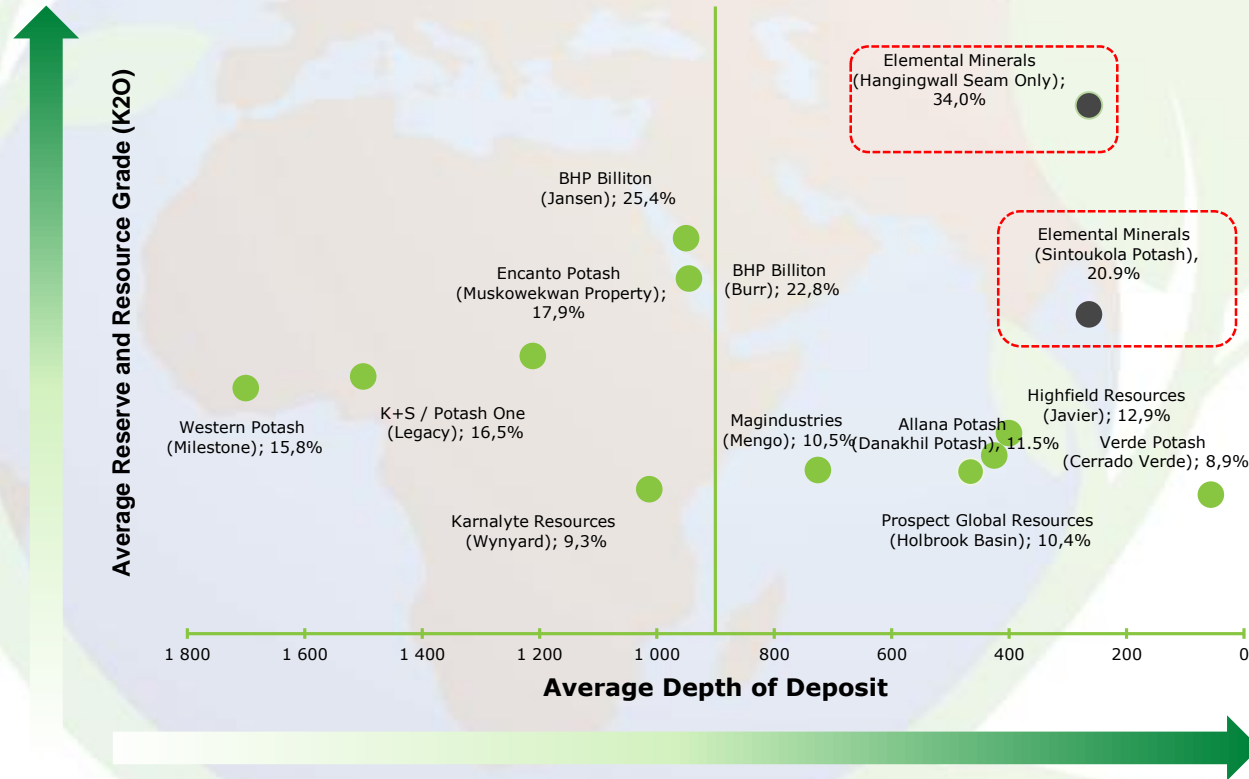 Average Reserve and Resource Grade (K2O)
Elemental Minerals
(Hangingwall Seam Only);
34,0%
BHP Billiton
(Jansen); 25,4%
Elemental Minerals
(Sintoukola Potash),
20.9%
Encanto Potash
(Muskowekwan Property);
17,9%
BHP Billiton
(Burr); 22,8%
Western Potash
(Milestone); 15,8%
K+S / Potash One
(Legacy); 16,5%
Magindustries
(Mengo); 10,5%
Allana Potash
(Danakhil Potash), 11.5%
Highfield Resources
(Javier); 12,9%
Verde Potash
(Cerrado Verde); 8,9%
Karnalyte Resources
(Wynyard); 9,3%
Prospect Global Resources
(Holbrook Basin); 10,4%
1 800 1 600 1 400 1 200 1 000 800 600 400 200 0
Average Depth of Deposit